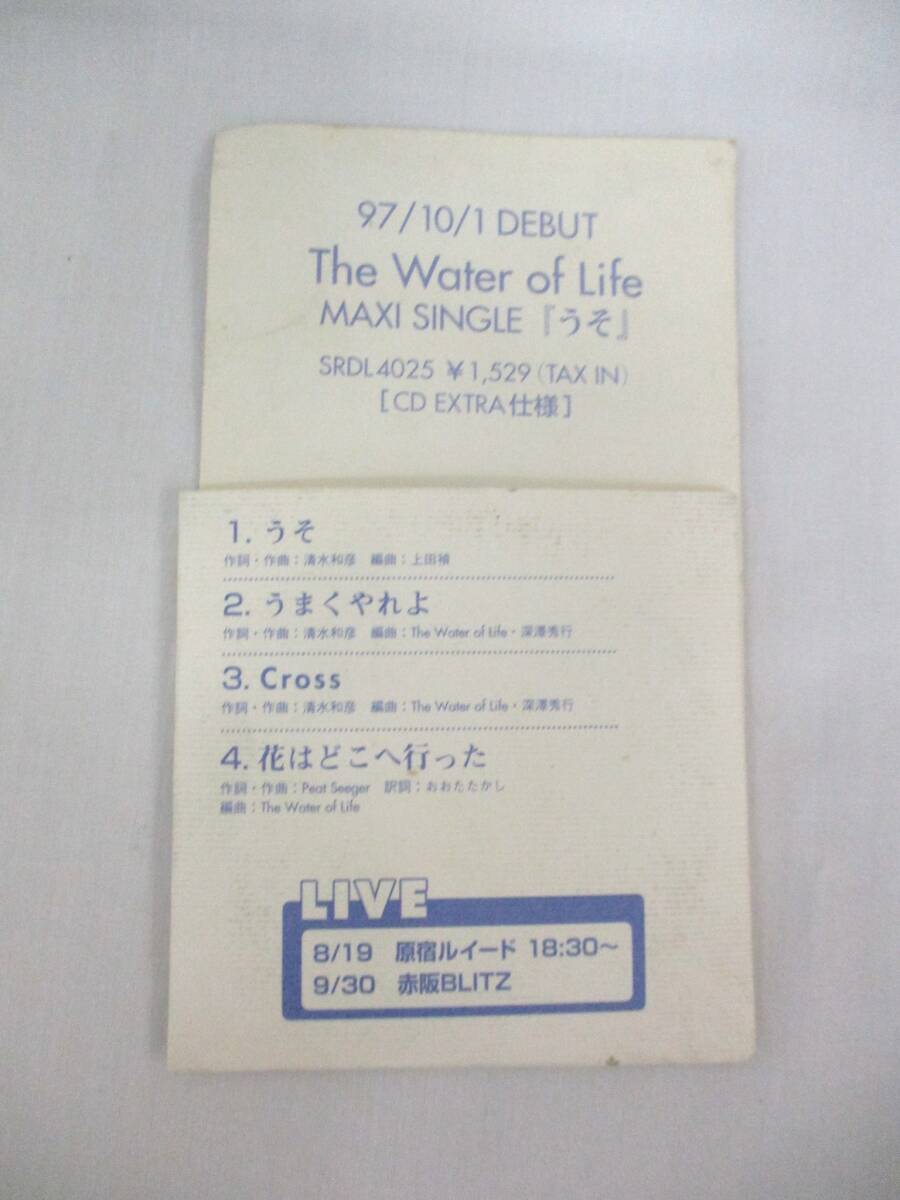 97/10/1 DEBUT
The Water of Life
MAXI SINGLE『うそ』
SRDL4025 ¥1,529（TAX IN）
［CD EXTRA仕様］
1. うそ
作詞・作曲：清水和彦　編曲：上田禎
2. うまくやれよ
作詞・作曲：清水和彦　編曲：The Water of Life・深澤秀行
3. Cross
作詞・作曲：清水和彦　編曲：The Water of Life・深澤秀行
4. 花はどこへ行った
作詞・作曲：Peat Seeger　訳詞：おおたたかし
編曲：The Water of Life
LIVE
8/19　原宿ルイード 18:30〜
9/30　赤阪BLITZ